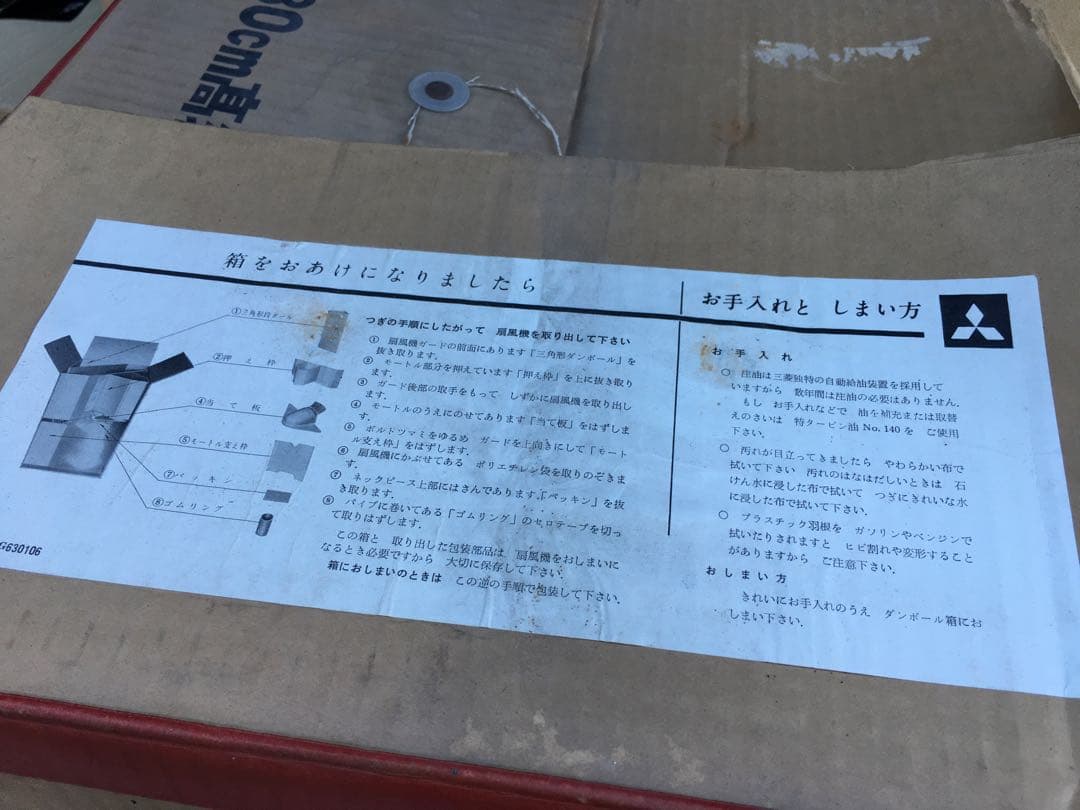 30cm高
箱をおあけになりましたら
お手入れと しまい方
①三角形段ボール
②押え枠
④当て板
⑤モートル支え枠
⑦パッキン
⑧ゴムリング
G630106
つぎの手順にしたがって 扇風機を取り出して下さい
① 扇風機ガードの前面にあります「三角形ダンボール」を
抜き取ります.
② モートル部分を抑えています「押え枠」を上に抜き取り
ます.
③ ガード後部の取手をもって しずかに扇風機を取り出し
ます.
④ モートルのうえにのせてあります「当て板」をはずしま
す.
⑤ ボルドツマミをゆるめ ガードを上向きにして「モート
ル支え枠」をはずします.
⑥ 扇風機にかぶせてある ポリエチレン袋を取りのぞきま
す.
⑦ ネックピース上部にはさんであります.「パッキン」を抜
き取ります.
⑧ パイプに巻いてある「ゴムリング」のセロテープを切っ
て取りはずします.
この箱と 取り出した包装部品は 扇風機をおしまいに
なるとき必要ですから 大切に保存して下さい.
箱におしまいのときは この逆の手順で包装して下さい.
お手入れ
○ 注油は三菱独特の自動給油装置を採用して
いますから 数年間は注油の必要はありません.
もし お手入れなどで 油を補充または取替
えのさいは 特タービン油 No.140を ご使用
下さい.
○ 汚れが目立ってきましたら やわらかい布で
拭いて下さい 汚れのはなはだしいときは 石
けん水に浸した布で拭いて つぎにきれいな水
に浸した布で拭いて下さい.
○ プラスチック羽根を ガソリンやベンジンで
拭いたりされますと ヒビ割れや変形すること
がありますから ご注意下さい.
おしまい方
きれいにお手入れのうえ ダンボール箱にお
しまい下さい.